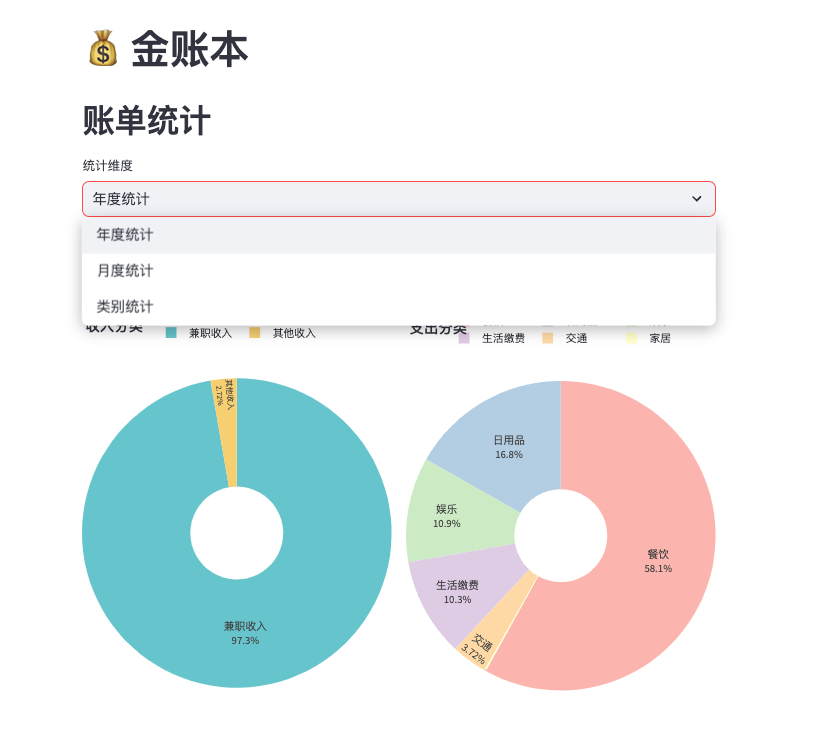 金账本
账单统计
统计维度
年度统计
年度统计
月度统计
类别统计
收入分类
兼职收入
其他收入
支出分类
生活缴费
交通
家居
其他收入
2.72%
兼职收入
97.3%
日用品
16.8%
娱乐
10.9%
生活缴费
10.3%
交通
3.72%
餐饮
58.1%